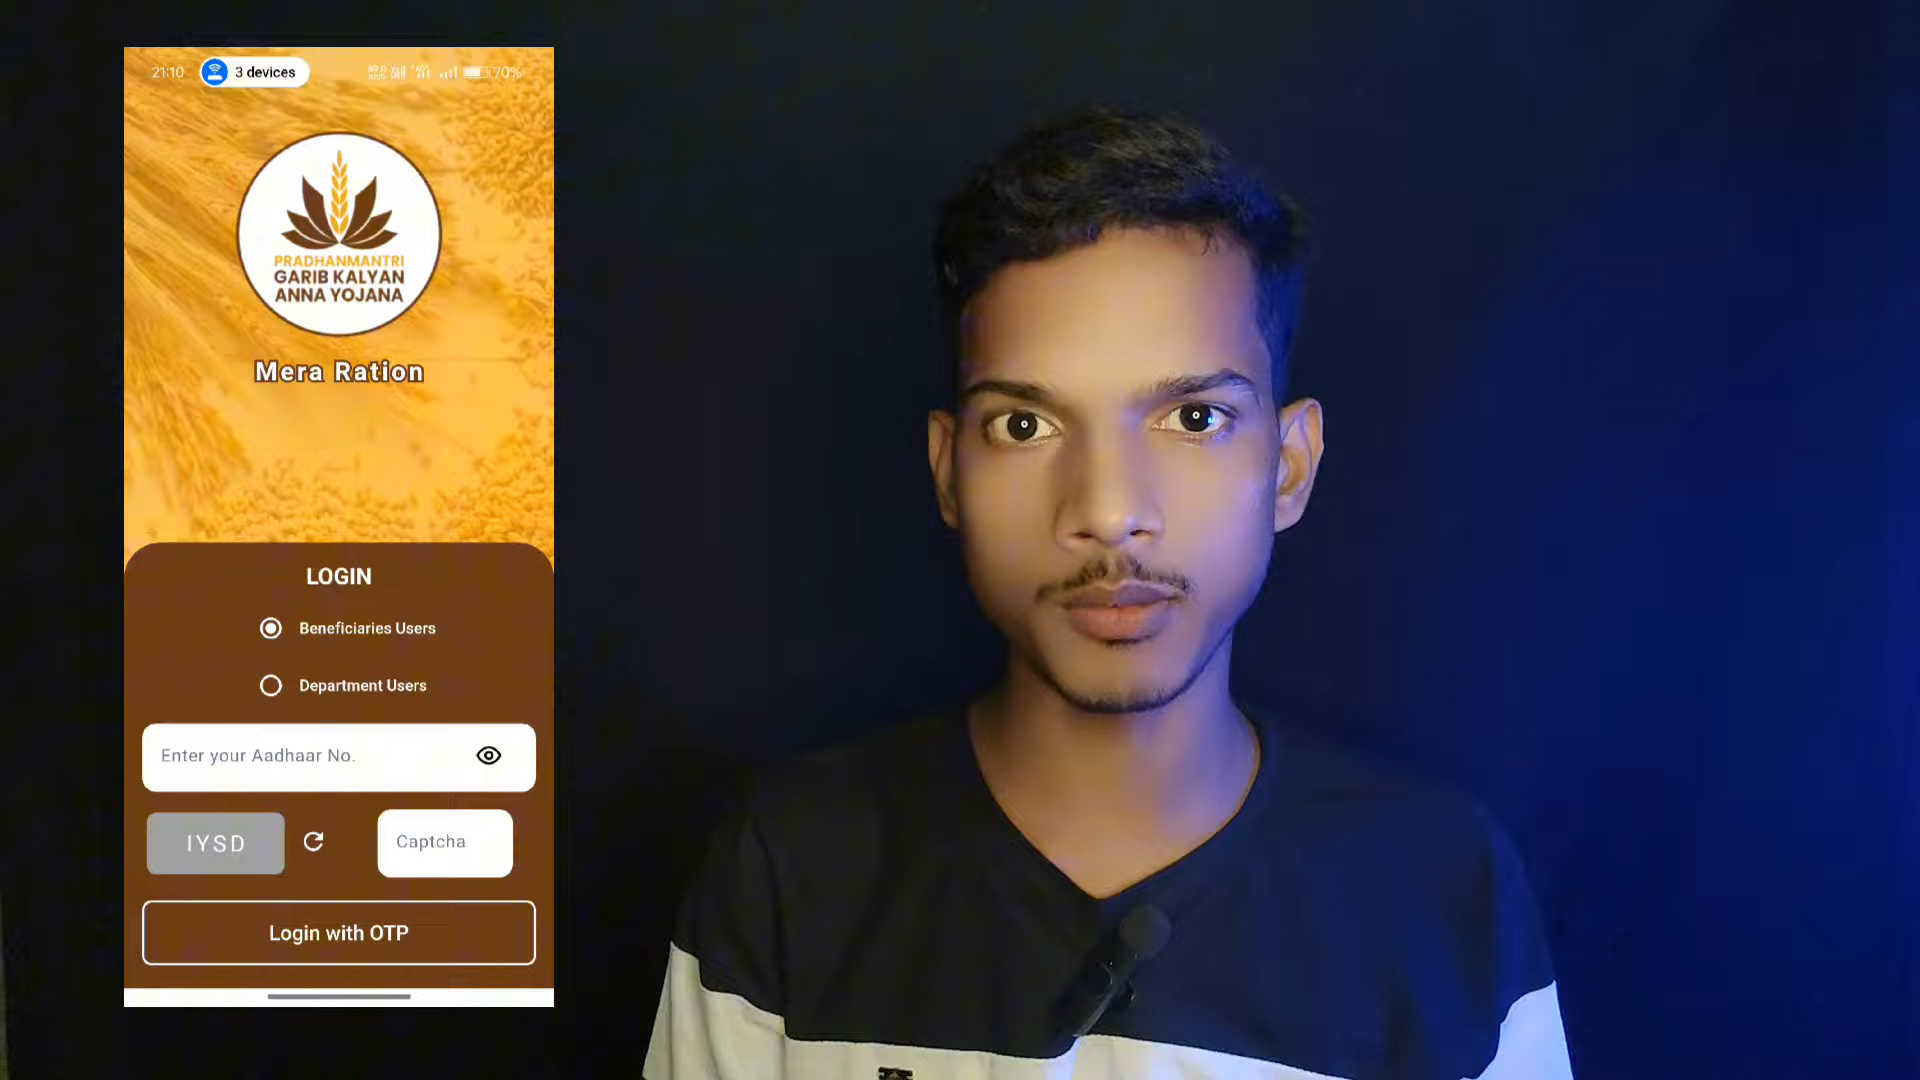 21:10 3 devices 70%
PRADHANMANTRI
GARIB KALYAN
ANNA YOJANA
Mera Ration
LOGIN
Beneficiaries Users
Department Users
Enter your Aadhaar No.
IYSD Captcha
Login with OTP